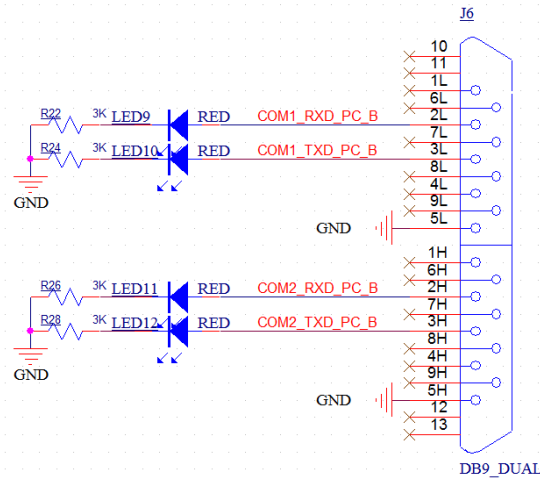 J6
10
11
1L
6L
R22 3K LED9 RED COM1_RXD_PC_B 2L
7L
R24 3K LED10 RED COM1_TXD_PC_B 3L
8L
4L
GND
9L
GND 5L
1H
6H
R26 3K LED11 RED COM2_RXD_PC_B 2H
7H
R28 3K LED12 RED COM2_TXD_PC_B 3H
8H
4H
GND
9H
GND 5H
12
13
DB9_DUAL